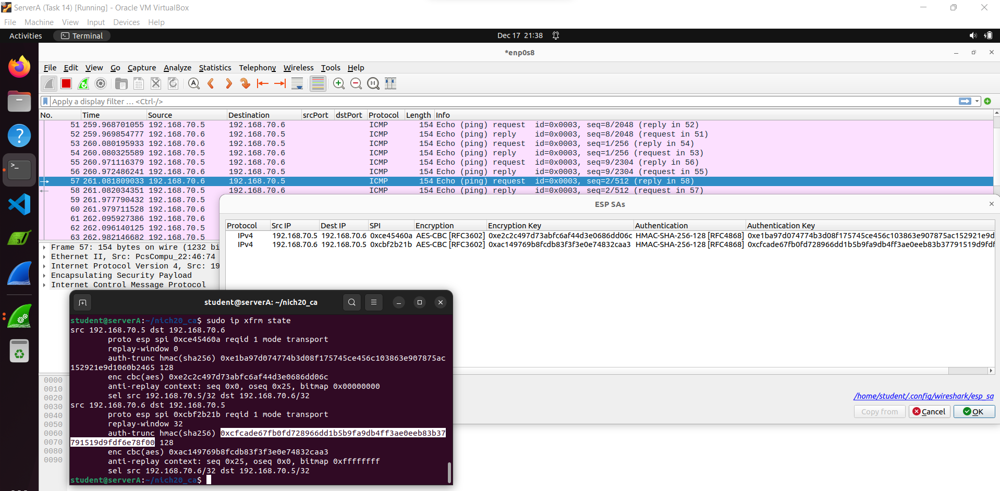 ServerA (Task 14) [Running] - Oracle VM VirtualBox
File Machine View Input Devices Help
Activities Terminal Dec 17 21:38
*enp0s8
File Edit View Go Capture Analyze Statistics Telephony Wireless Tools Help
Apply a display filter … <Ctrl-/>
No. Time Source Destination srcPort dstPort Protocol Length Info
51 259.968701055 192.168.70.5 192.168.70.6 ICMP 154 Echo (ping) request id=0x0003, seq=8/2048 (reply in 52)
52 259.969854777 192.168.70.6 192.168.70.5 ICMP 154 Echo (ping) reply id=0x0003, seq=8/2048 (request in 51)
53 260.080195933 192.168.70.6 192.168.70.5 ICMP 154 Echo (ping) request id=0x0003, seq=1/256 (reply in 54)
54 260.080325589 192.168.70.5 192.168.70.6 ICMP 154 Echo (ping) reply id=0x0003, seq=1/256 (request in 53)
55 260.971116379 192.168.70.5 192.168.70.6 ICMP 154 Echo (ping) request id=0x0003, seq=9/2304 (reply in 56)
56 260.972486241 192.168.70.6 192.168.70.5 ICMP 154 Echo (ping) reply id=0x0003, seq=9/2304 (request in 55)
57 261.081809033 192.168.70.6 192.168.70.5 ICMP 154 Echo (ping) request id=0x0003, seq=2/512 (reply in 58)
58 261.082034351 192.168.70.5 192.168.70.6 ICMP 154 Echo (ping) reply id=0x0003, seq=2/512 (request in 57)
59 261.977790432 192.168.70.5
60 261.979711528 192.168.70.6
61 262.095927386 192.168.70.6
62 262.096140125 192.168.70.5
63 262.982146682 192.168.70.5
Frame 57: 154 bytes on wire (1232 bi
Ethernet II, Src: PcsCompu_22:46:74
Internet Protocol Version 4, Src: 19
Encapsulating Security Payload
Internet Control Message Protocol
0000
0010
0020
0030
0040
0050
0060
0070
0080
0090
ESP SAs
Protocol Src IP Dest IP SPI Encryption Encryption Key Authentication Authentication Key
IPv4 192.168.70.5 192.168.70.6 0xce45460a AES-CBC [RFC3602] 0xe2c2c497d73abfc6af44d3e0686dd06c HMAC-SHA-256-128 [RFC4868] 0xe1ba97d074774b3d08f175745ce456c103863e907875ac152921e9d
IPv4 192.168.70.6 192.168.70.5 0xcbf2b21b AES-CBC [RFC3602] 0xac149769b8fcdb83f3f3e0e74832caa3 HMAC-SHA-256-128 [RFC4868] 0xcfcade67fb0fd728966dd1b5b9fa9db4ff3ae0eeb83b37791519d9fdf
/home/student/.config/wireshark/esp_sa
Copy from Cancel OK
student@serverA: ~/nich20_ca
student@serverA:~/nich20_ca$ sudo ip xfrm state
src 192.168.70.5 dst 192.168.70.6
proto esp spi 0xce45460a reqid 1 mode transport
replay-window 0
auth-trunc hmac(sha256) 0xe1ba97d074774b3d08f175745ce456c103863e907875ac
152921e9d1060b2465 128
enc cbc(aes) 0xe2c2c497d73abfc6af44d3e0686dd06c
anti-replay context: seq 0x0, oseq 0x25, bitmap 0x00000000
sel src 192.168.70.5/32 dst 192.168.70.6/32
src 192.168.70.6 dst 192.168.70.5
proto esp spi 0xcbf2b21b reqid 1 mode transport
replay-window 32
auth-trunc hmac(sha256) 0xcfcade67fb0fd728966dd1b5b9fa9db4ff3ae0eeb83b37
791519d9fdf6e78f00 128
enc cbc(aes) 0xac149769b8fcdb83f3f3e0e74832caa3
anti-replay context: seq 0x25, oseq 0x0, bitmap 0xffffffff
sel src 192.168.70.6/32 dst 192.168.70.5/32
student@serverA:~/nich20_ca$